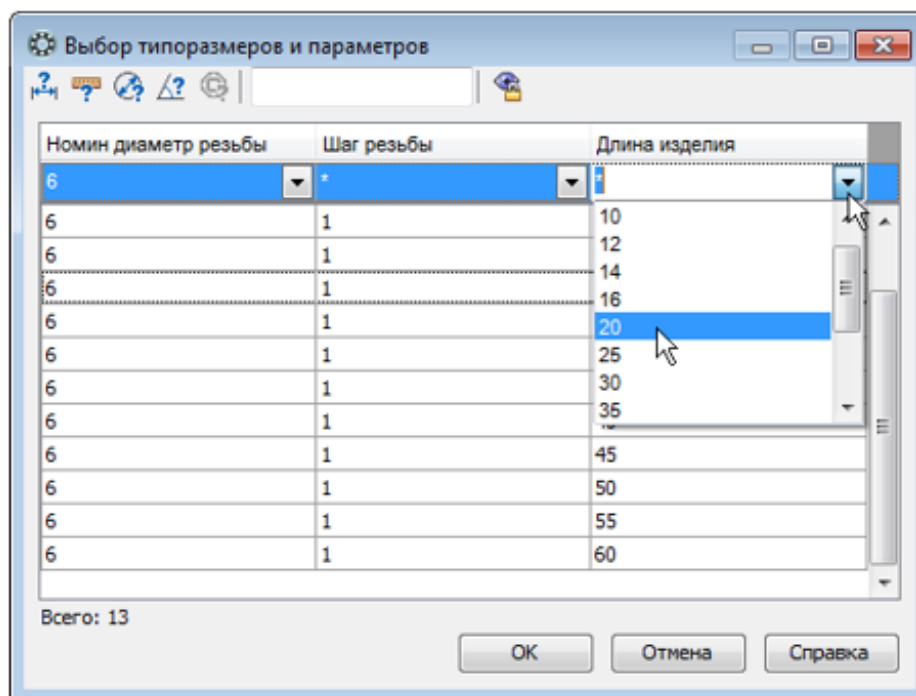 Выбор типоразмеров и параметров
Номин диаметр резьбы Шаг резьбы Длина изделия
6 * *
6 1 10
6 1 12
6 1 14
6 1 16
6 1 20
6 1 25
6 1 30
6 1 35
6 1 45
6 1 50
6 1 55
6 1 60
Всего: 13
OK Отмена Справка